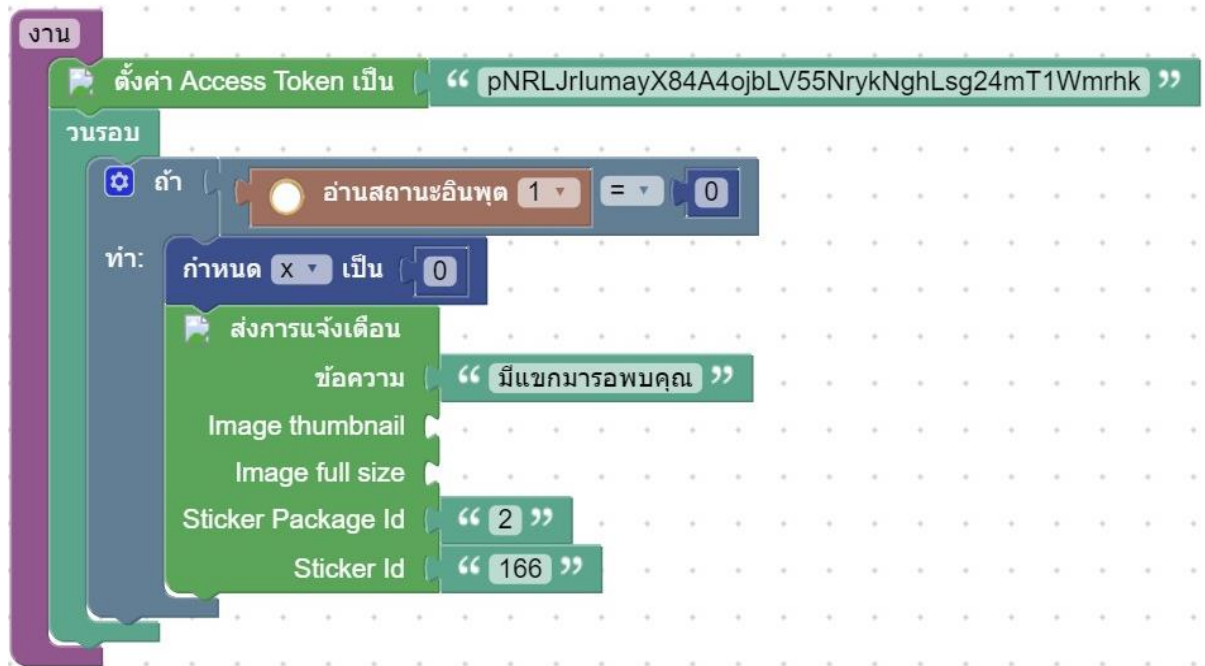 งาน
ตั้งค่า Access Token เป็น “ pNRLJrIumayX84A4ojbLV55NrykNghLsg24mT1Wmrhk ”
วนรอบ
ถ้า อ่านสถานะอินพุต 1 = 0
ทำ: กำหนด x เป็น 0
ส่งการแจ้งเตือน
ข้อความ “ มีแขกมารอพบคุณ ”
Image thumbnail
Image full size
Sticker Package Id “ 2 ”
Sticker Id “ 166 ”